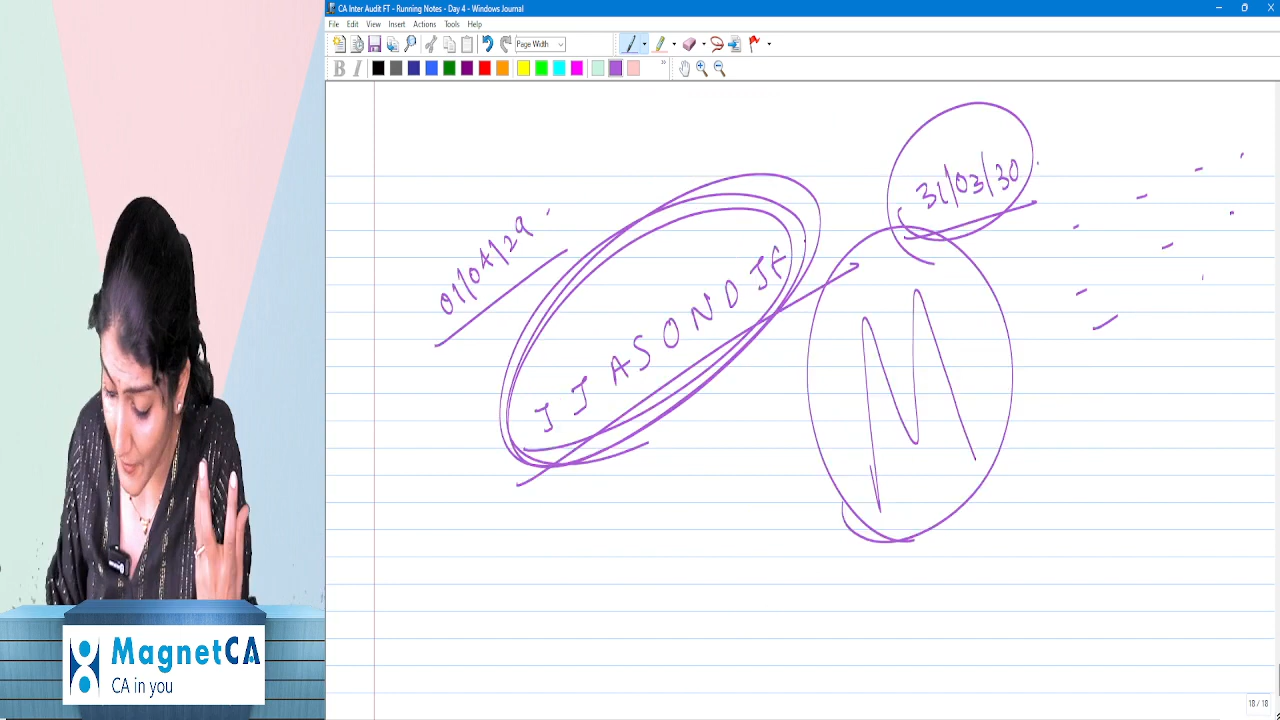 CA Inter Audit FT - Running Notes - Day 4 - Windows Journal
File Edit View Insert Actions Tools Help
Page Width
B I
31/03/30
01/04/29
J J A S O N D J F
M
MagnetCA
CA in you
18 / 18